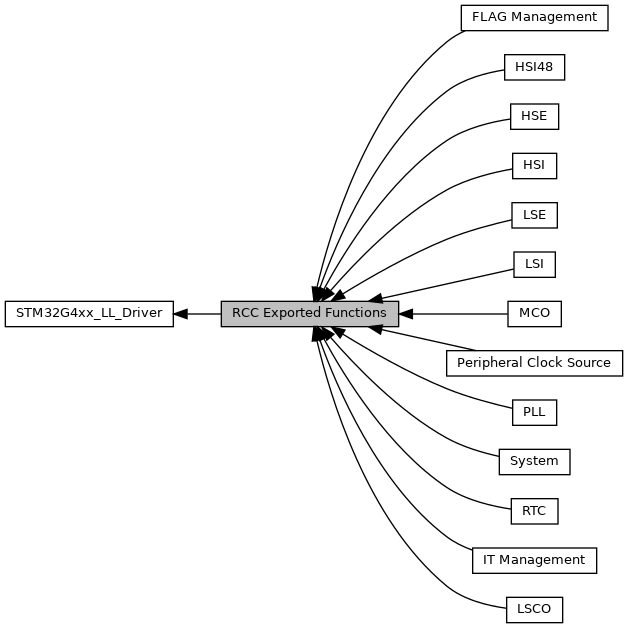 FLAG Management
HSI48
HSE
HSI
LSE
LSI
STM32G4xx_LL_Driver
RCC Exported Functions
MCO
Peripheral Clock Source
PLL
System
RTC
IT Management
LSCO